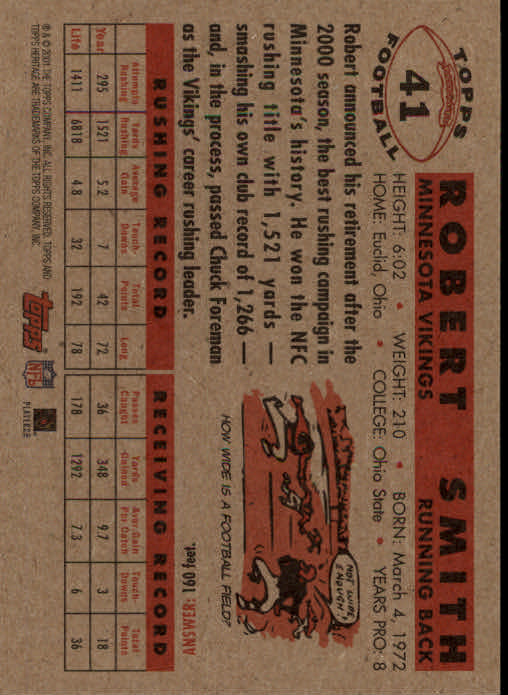 TOPPS
41
FOOTBALL
ROBERT SMITH
MINNESOTA VIKINGS RUNNING BACK
HEIGHT: 6:02 • WEIGHT: 210 • BORN: March 4, 1972
HOME: Euclid, Ohio • COLLEGE: Ohio State • YEARS PRO: 8
Robert announced his retirement after the
2000 season, the best rushing campaign in
Minnesota's history. He won the NFC
rushing title with 1,521 yards —
smashing his own club record of 1,266 —
and, in the process, passed Chuck Foreman
as the Vikings' career rushing leader.
NOT WIDE
ENOUGH!
HOW WIDE IS A FOOTBALL FIELD?
ANSWER: 160 feet.
RUSHING RECORD
Attempts Rushing Yards Rushing Average Gain Touch-Downs Total Points Long
Year 295 1521 5.2 7 42 72
Life 1411 6818 4.8 32 192 78
RECEIVING RECORD
Passes Caught Yards Gained Aver-Gain Per Catch Touch-Downs Total Points
36 348 9.7 3 18
178 1292 7.3 6 36
® & © 2001 THE TOPPS COMPANY, INC. ALL RIGHTS RESERVED. TOPPS AND
TOPPS HERITAGE ARE TRADEMARKS OF THE TOPPS COMPANY, INC.
topps®
NFL
PLAYERS